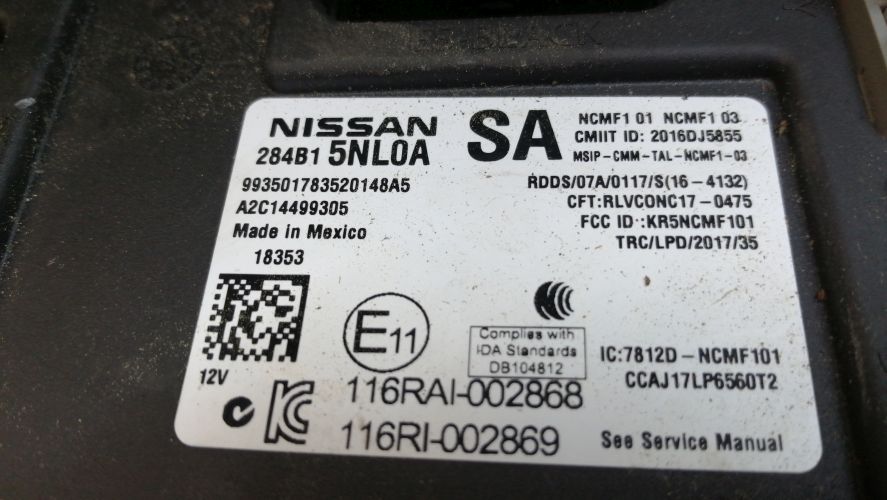 BLACK
NISSAN
284B1 5NL0A
993501783520148A5
A2C14499305
Made in Mexico
18353
SA
NCMF1 01 NCMF1 03
CMIIT ID: 2016DJ5855
MSIP-CMM-TAL-NCMF1-03
RDDS/07A/0117/S(16-4132)
CFT:RLVCONC17-0475
FCC ID:KR5NCMF101
TRC/LPD/2017/35
12V
E11
Complies with
IDA Standards
DB104812
IC:7812D-NCMF101
CCAJ17LP6560T2
116RAI-002868
116RI-002869
See Service Manual